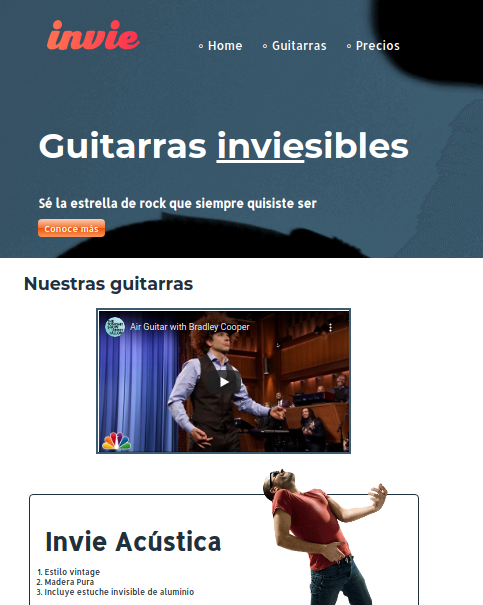 invie
Home
Guitarras
Precios
Guitarras inviesibles
Sé la estrella de rock que siempre quisiste ser
Conoce más
Nuestras guitarras
Air Guitar with Bradley Cooper
Invie Acústica
1. Estilo vintage
2. Madera Pura
3. Incluye estuche invisible de aluminio